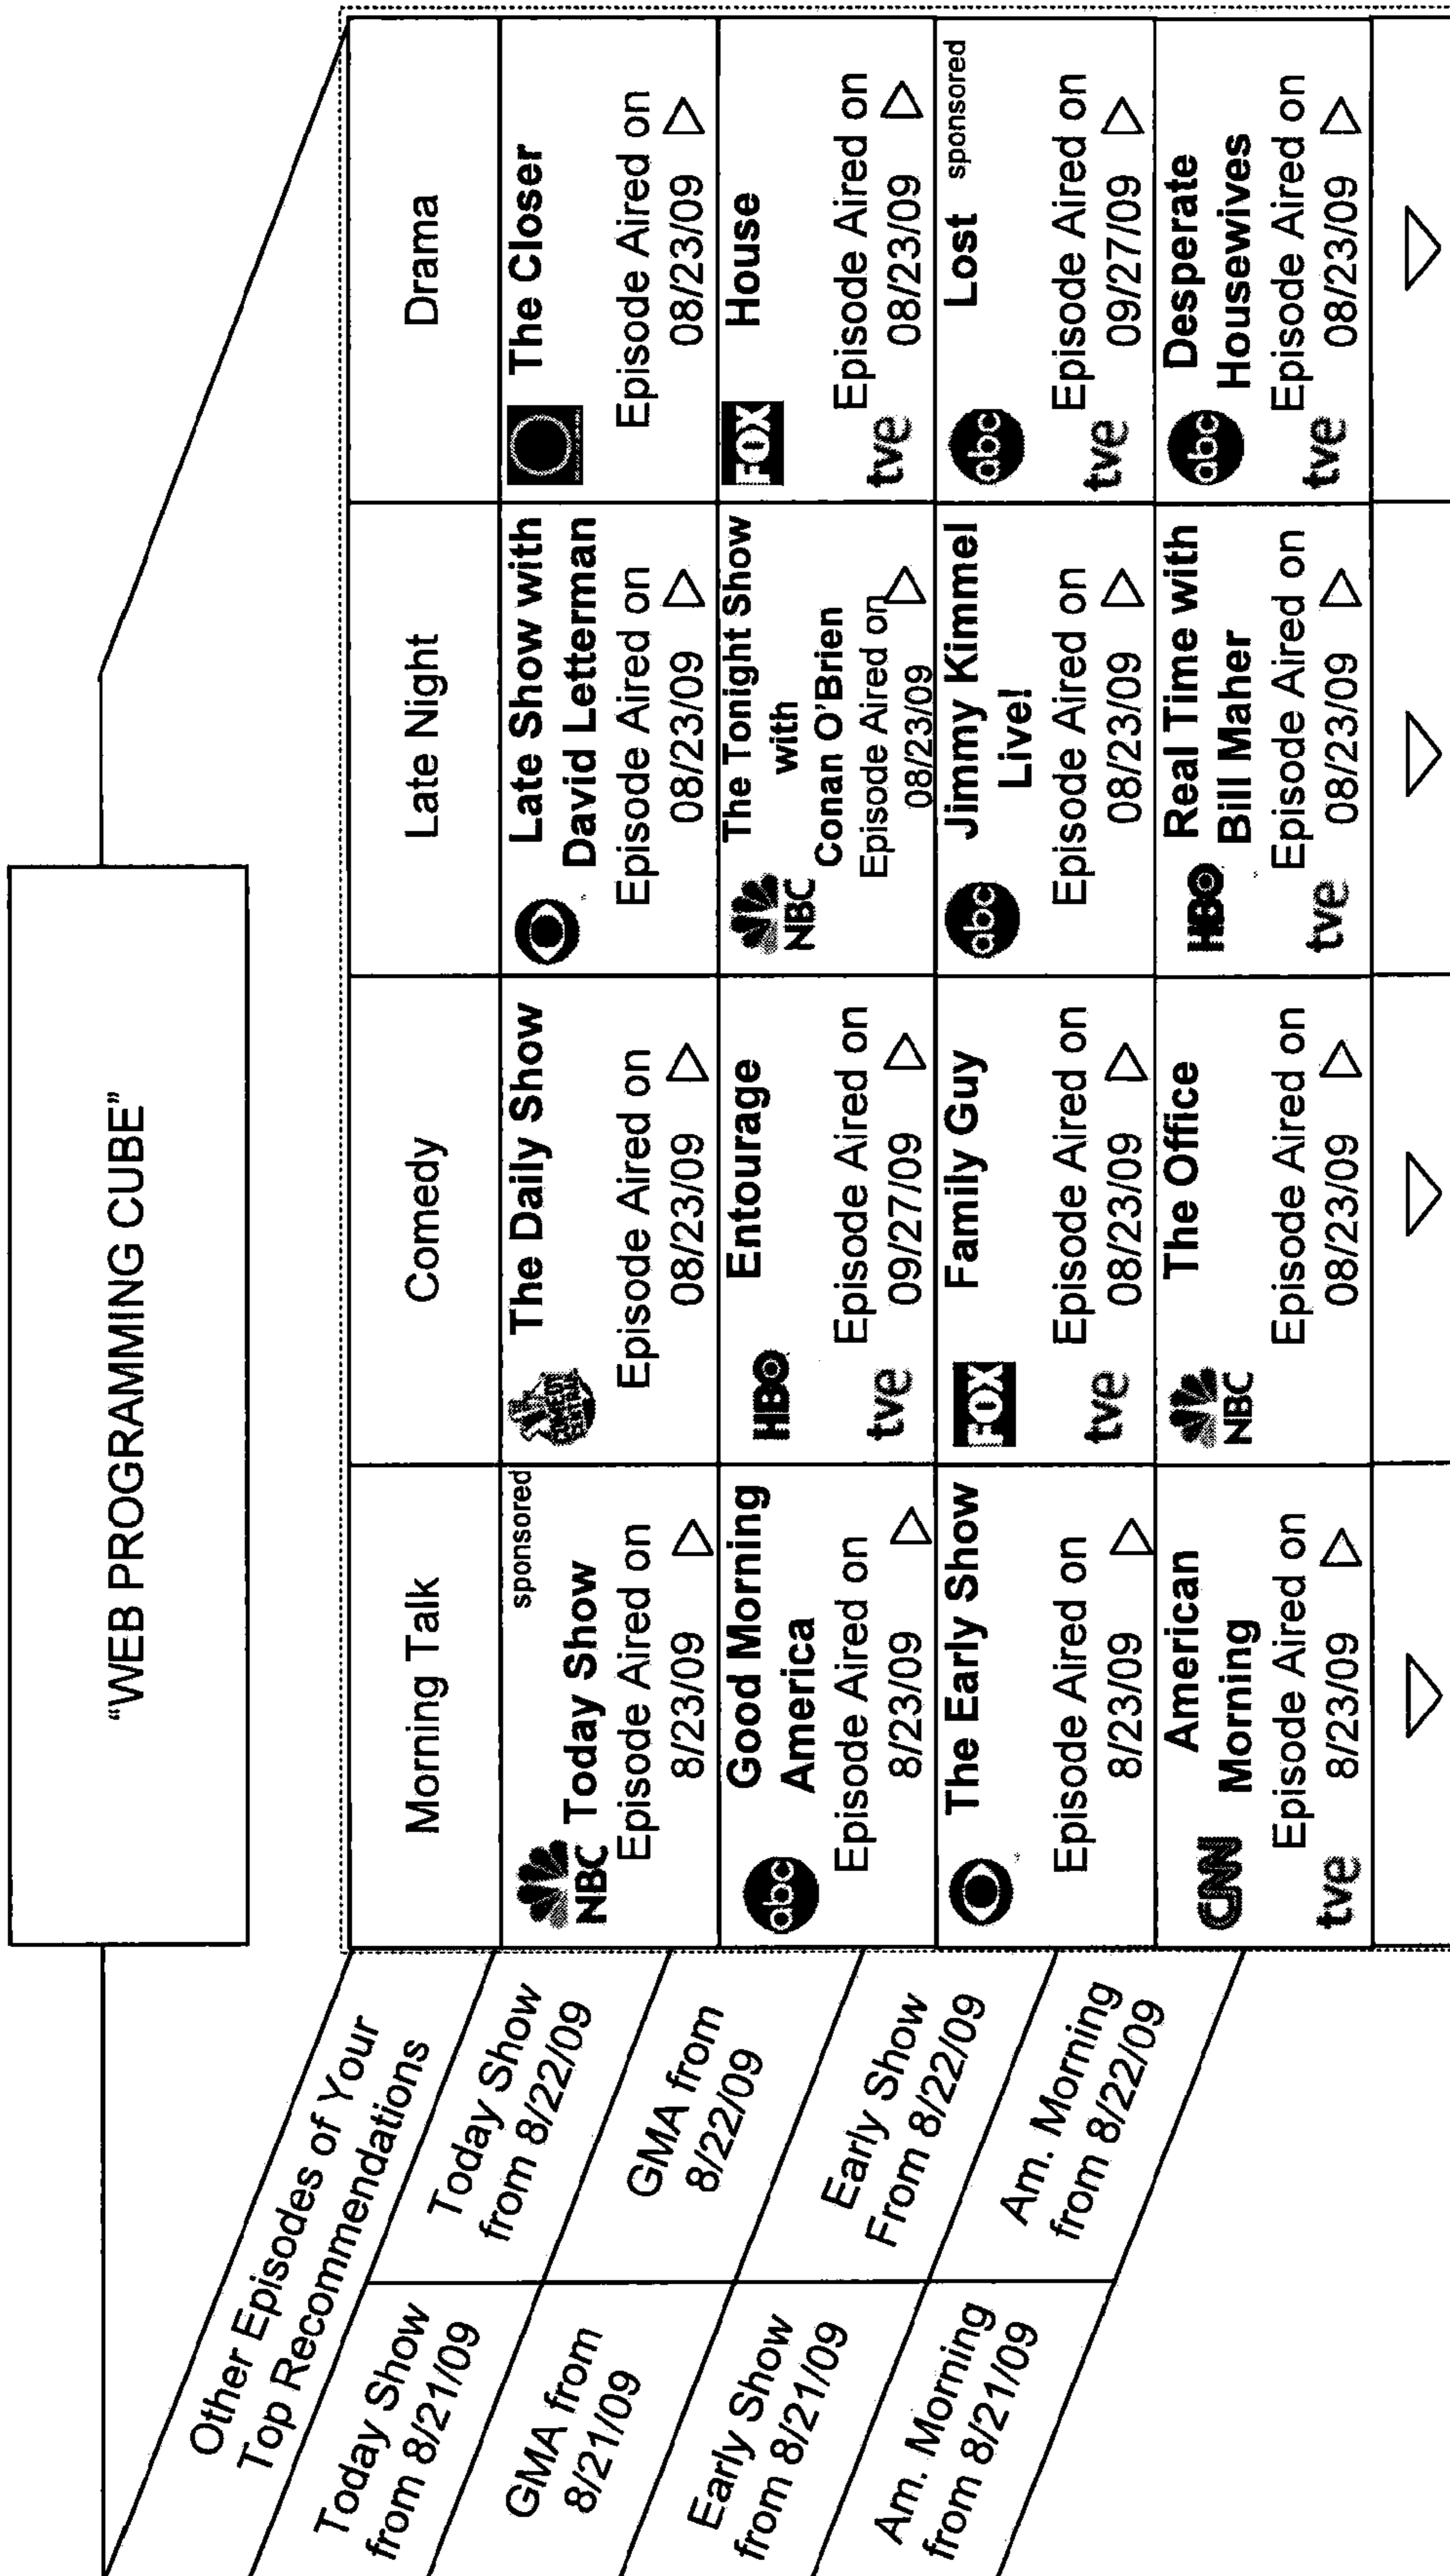 “WEB PROGRAMMING CUBE”
Other Episodes of Your
Top Recommendations
Today Show
from 8/21/09
Today Show
from 8/22/09
GMA from
8/21/09
GMA from
8/22/09
Early Show
from 8/21/09
Early Show
From 8/22/09
Am. Morning
from 8/21/09
Am. Morning
from 8/22/09
Morning Talk
Comedy
Late Night
Drama
sponsored
NBC
Today Show
Episode Aired on
8/23/09
COMEDY
CENTRAL
The Daily Show
Episode Aired on
08/23/09
Late Show with
David Letterman
Episode Aired on
08/23/09
The Closer
Episode Aired on
08/23/09
abc
Good Morning
America
Episode Aired on
8/23/09
HBO
Entourage
Episode Aired on
tve
09/27/09
NBC
The Tonight Show
with
Conan O’Brien
Episode Aired on
08/23/09
FOX
House
Episode Aired on
tve
08/23/09
The Early Show
Episode Aired on
8/23/09
FOX
Family Guy
Episode Aired on
tve
08/23/09
abc
Jimmy Kimmel
Live!
Episode Aired on
08/23/09
abc
Lost
sponsored
Episode Aired on
tve
09/27/09
CNN
American
Morning
Episode Aired on
tve
8/23/09
NBC
The Office
Episode Aired on
08/23/09
HBO
Real Time with
Bill Maher
Episode Aired on
tve
08/23/09
abc
Desperate
Housewives
Episode Aired on
tve
08/23/09